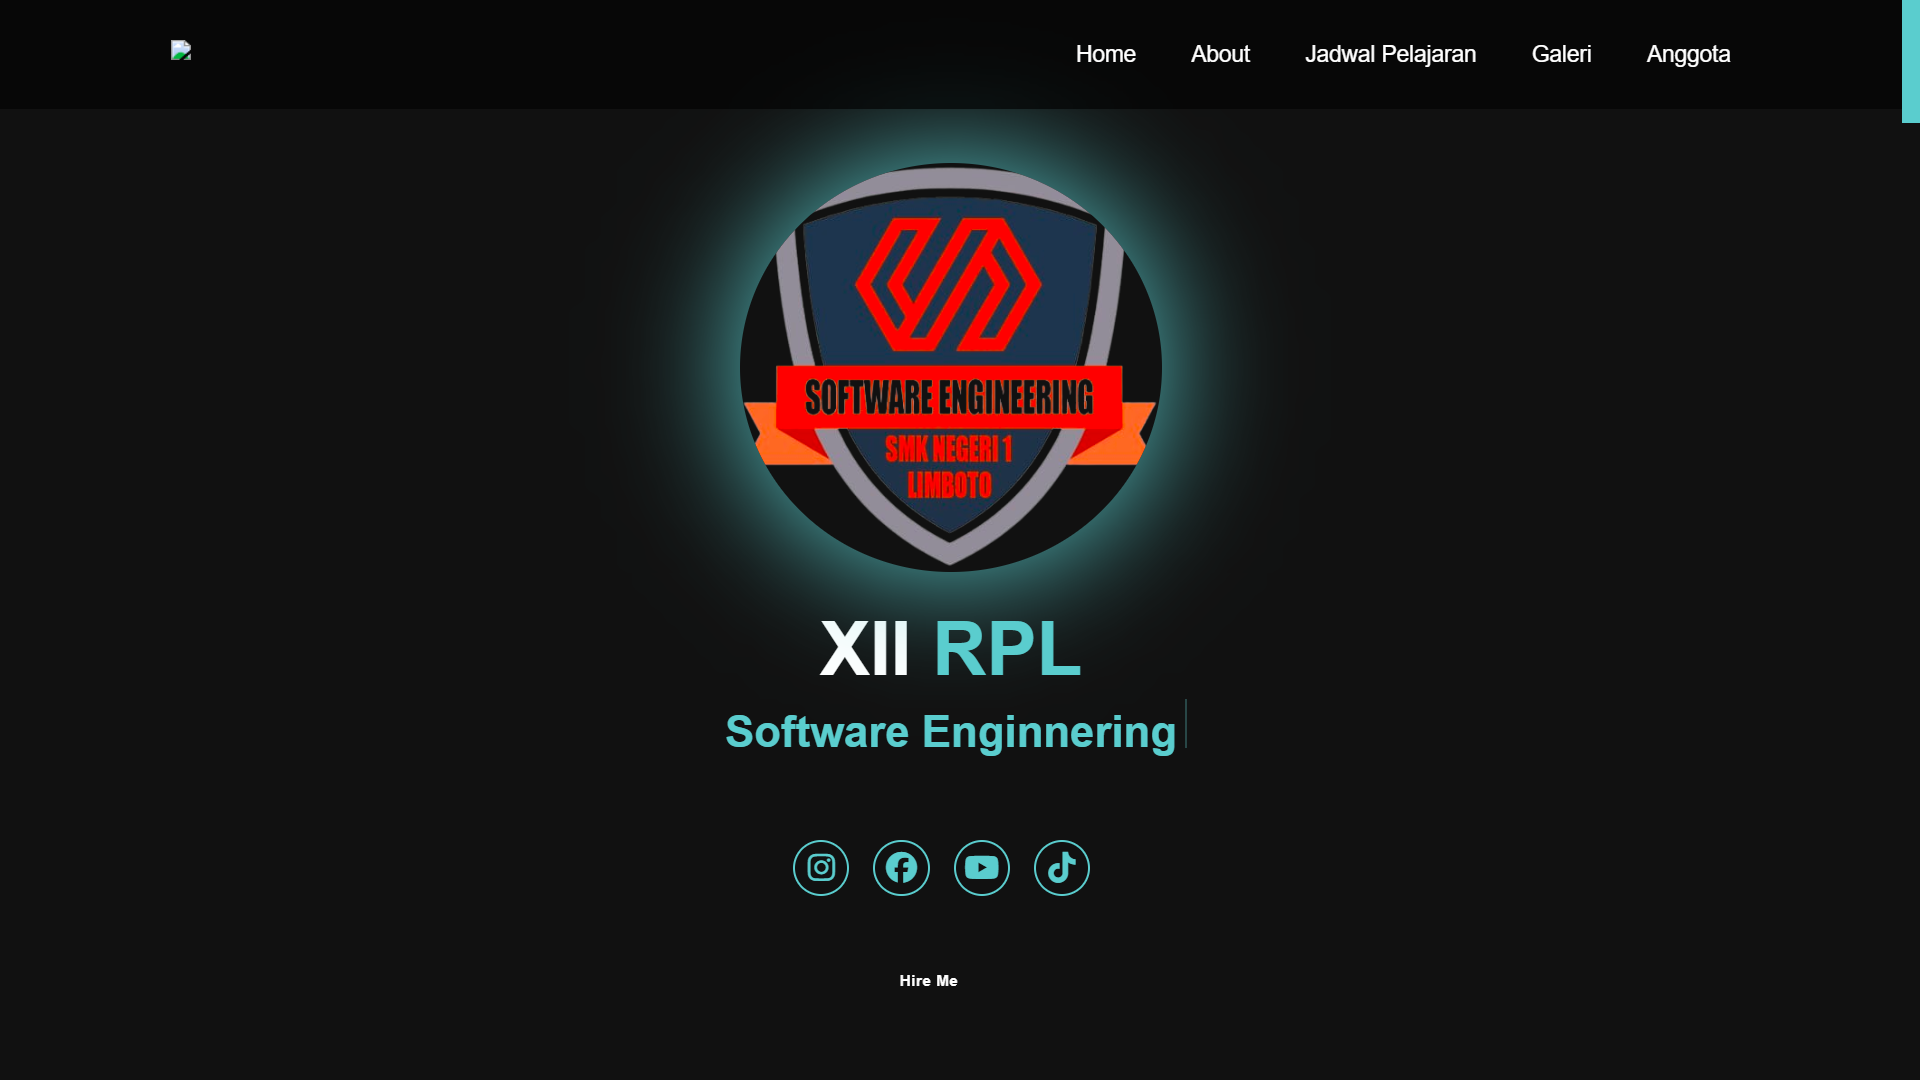 Home About Jadwal Pelajaran Galeri Anggota
SOFTWARE ENGINEERING
SMK NEGERI 1
LIMBOTO
XII RPL
Software Enginnering
Hire Me